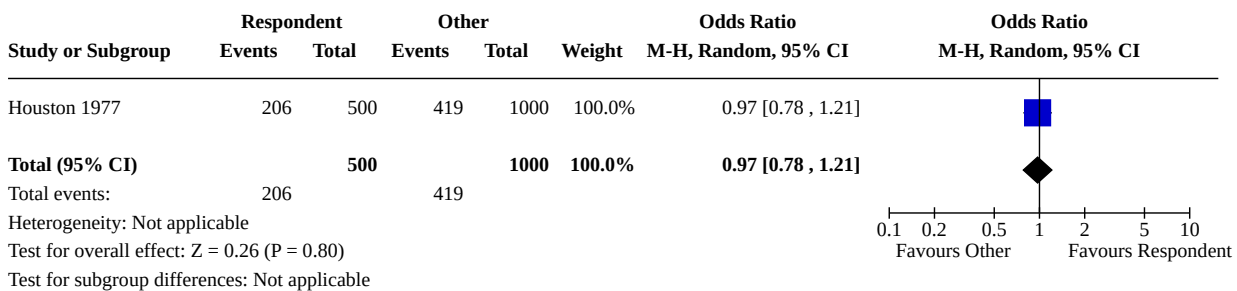 Respondent Other Odds Ratio Odds Ratio
Study or Subgroup Events Total Events Total Weight M-H, Random, 95% CI M-H, Random, 95% CI
Houston 1977 206 500 419 1000 100.0% 0.97 [0.78 , 1.21]
Total (95% CI) 500 1000 100.0% 0.97 [0.78 , 1.21]
Total events: 206 419
Heterogeneity: Not applicable
0.1 0.2 0.5 1 2 5 10
Test for overall effect: Z = 0.26 (P = 0.80) Favours Other Favours Respondent
Test for subgroup differences: Not applicable